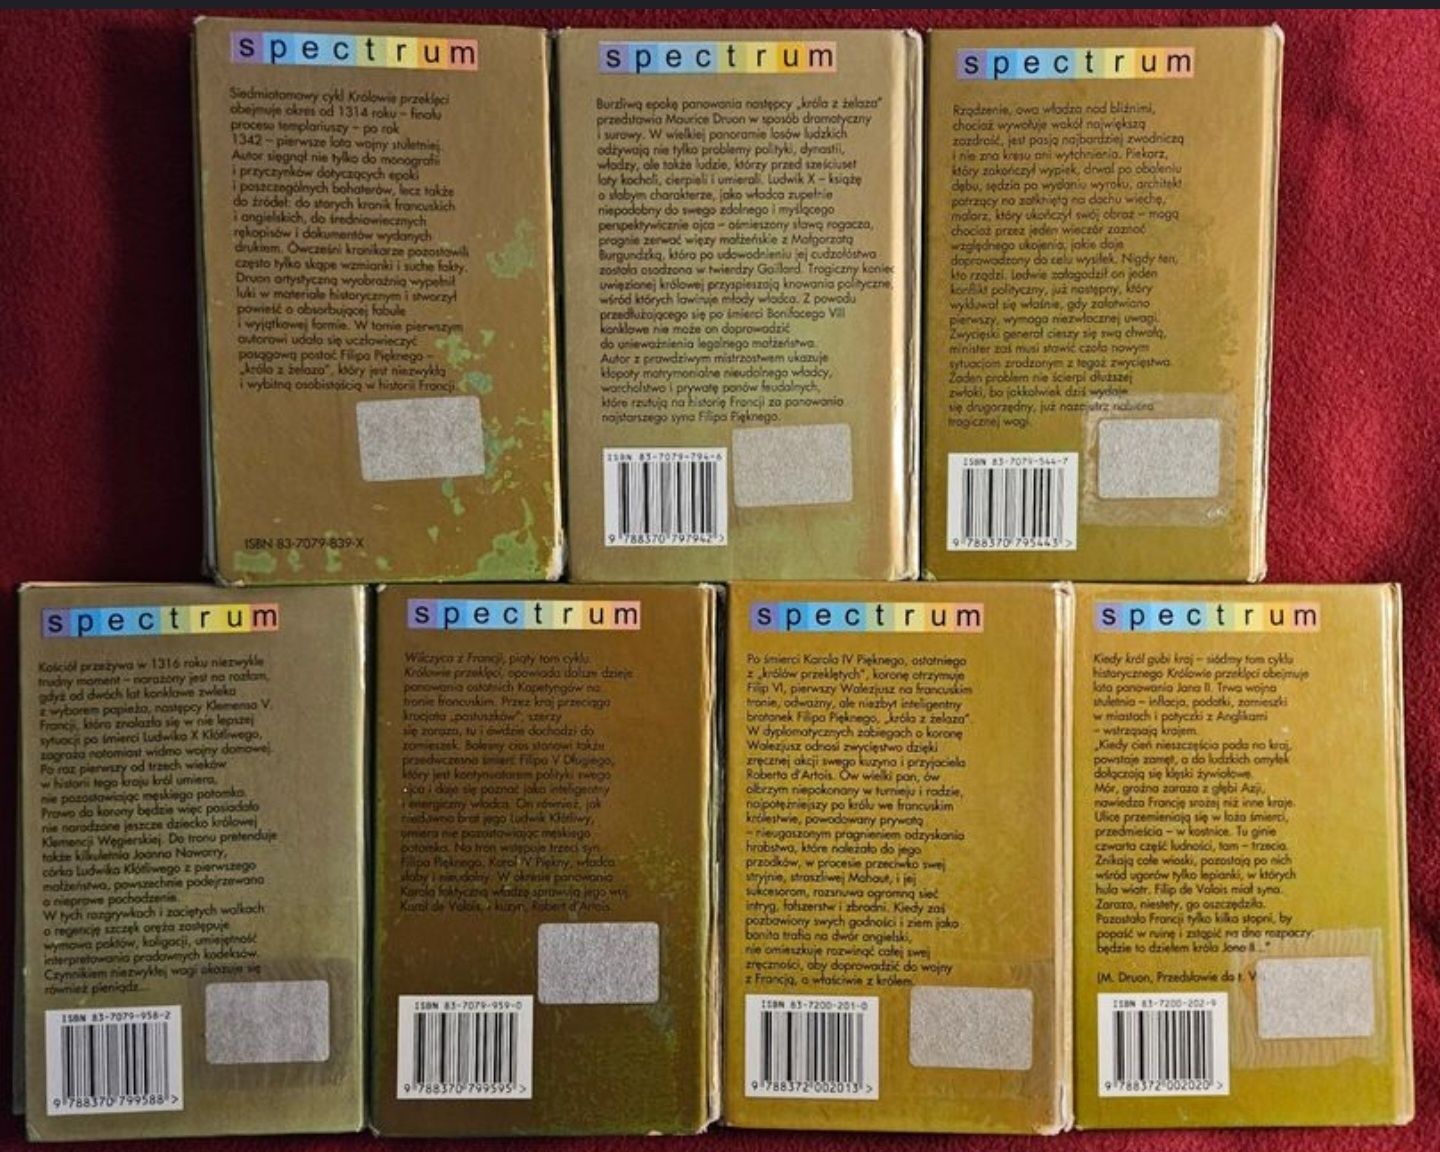 spectrum
Siedmiotomowy cykl Królowie przeklęci
obejmuje okres od 1314 roku – finału
procesu templariuszy – po rok
1342 – pierwsze lata wojny stuletniej.
Autor sięgnął nie tylko do monografii
i przyczynków dotyczących epoki
i poszczególnych bohaterów, lecz także
do źródeł: do starych kronik francuskich
i angielskich, do średniowiecznych
rękopisów i dokumentów wydanych
drukiem. Ówcześni kronikarze pozostawili
często tylko skąpe wzmianki i suche fakty.
Druon artystyczną wyobraźnią wypełnił
luki w materiale historycznym i stworzył
powieść o absorbującej fabule
i wyjątkowej formie. W tomie pierwszym
autorowi udało się uczłowieczyć
posągową postać Filipa Pięknego –
„króla z żelaza”, który jest niezwykłą
i wybitną osobistością w historii Francji.
ISBN 83-7079-839-X
spectrum
Burzliwą epokę panowania następcy „króla z żelaza”
przedstawia Maurice Druon w sposób dramatyczny
i surowy. W wielkiej panoramie losów ludzkich
odżywają nie tylko problemy polityki, dynastii,
władzy, ale także ludzie, którzy przed sześciuset
laty kochali, cierpieli i umierali. Ludwik X – książę
o słabym charakterze, jako władca zupełnie
niepodobny do swego zdolnego i myślącego
perspektywicznie ojca – ośmieszony sławą rogacza,
pragnie zerwać więzy małżeńskie z Małgorzatą
Burgundzką, która po udowodnieniu jej cudzołóstwa
została osadzona w twierdzy Gaillard. Tragiczny koniec
uwięzionej królowej przyspieszają knowania polityczne,
wśród których lawiruje młody władca. Z powodu
przedłużającego się po śmierci Bonifacego VIII
konklawe nie może on doprowadzić
do unieważnienia legalnego małżeństwa.
Autor z prawdziwym mistrzostwem ukazuje
kłopoty matrymonialne nieudolnego władcy,
warcholstwo i prywatę panów feudalnych,
które rzutują na historię Francji za panowania
najstarszego syna Filipa Pięknego.
ISBN 83-7079-794-6
9 788370 797942 >
spectrum
Rządzenie, owa władza nad bliźnimi,
chociaż wywołuje wokół największą
zazdrość, jest pasją najbardziej zwodniczą
i nie zna kresu ani wytchnienia. Piekarz,
który zakończył wypiek, drwal po obaleniu
dębu, sędzia po wydaniu wyroku, architekt
patrzący na zatkniętą na dachu wiechę,
malarz, który ukończył swój obraz – mogą
chociaż przez jeden wieczór zaznać
względnego ukojenia, jakie daje
doprowadzony do celu wysiłek. Nigdy ten,
kto rządzi. Ledwie załagodził on jeden
konflikt polityczny, już następny, który
wykluwał się właśnie, gdy załatwiano
pierwszy, wymaga niezwłocznej uwagi.
Zwycięski generał cieszy się swą chwałą,
minister zaś musi stawić czoło nowym
sytuacjom zrodzonym z tegoż zwycięstwa.
Żaden problem nie ścierpi dłuższej
zwłoki, bo jakkolwiek dziś wydaje
się drugorzędny, już nazajutrz nabiera
tragicznej wagi.
ISBN 83-7079-544-7
9 788370 795443 >
spectrum
Kościół przeżywa w 1316 roku niezwykle
trudny moment – narażony jest na rozłam,
gdyż od dwóch lat konklawe zwleka
z wyborem papieża, następcy Klemensa V.
Francji, która znalazła się w nie lepszej
sytuacji po śmierci Ludwika X Kłótliwego,
zagraża natomiast widmo wojny domowej.
Po raz pierwszy od trzech wieków
w historii tego kraju król umiera,
nie pozostawiając męskiego potomka.
Prawo do korony będzie więc posiadało
nie narodzone jeszcze dziecko królowej
Klemencji Węgierskiej. Do tronu pretenduje
także kilkuletnia Joanna Nawarry,
córka Ludwika Kłótliwego z pierwszego
małżeństwa, powszechnie podejrzewana
o nieprawe pochodzenie.
W tych rozgrywkach i zaciętych walkach
o regencję szczęk oręża zastępuje
wymowa paktów, koligacji, umiejętność
interpretowania pradawnych kodeksów.
Czynnikiem niezwykłej wagi okazuje się
również pieniądz...
ISBN 83-7079-958-2
9 788370 799588 >
spectrum
Wilczyca z Francji, piąty tom cyklu
Królowie przeklęci, opowiada dalsze dzieje
panowania ostatnich Kapetyngów na
tronie francuskim. Przez kraj przeciąga
krucjata „pastuszków”, szerzy
się zaraza, tu i ówdzie dochodzi do
zamieszek. Bolesny cios stanowi także
przedwczesna śmierć Filipa V Długiego,
który jest kontynuatorem polityki swego
ojca i daje się poznać jako inteligentny
i energiczny władca. On również, jak
niedawno brat jego Ludwik Kłótliwy,
umiera nie pozostawiając męskiego
potomka. Na tron wstępuje trzeci syn
Filipa Pięknego, Karol IV Piękny, władca
słaby i nieudolny. W okresie panowania
Karola faktyczną władzę sprawują jego wuj,
Karol de Valois, i kuzyn, Robert d'Artois.
ISBN 83-7079-959-0
9 788370 799595 >
spectrum
Po śmierci Karola IV Pięknego, ostatniego
z „królów przeklętych”, koronę otrzymuje
Filip VI, pierwszy Walezjusz na francuskim
tronie, odważny, ale niezbyt inteligentny
bratanek Filipa Pięknego, „króla z żelaza”.
W dyplomatycznych zabiegach o koronę
Walezjusz odnosi zwycięstwo dzięki
zręcznej akcji swego kuzyna i przyjaciela
Roberta d'Artois. Ów wielki pan, ów
olbrzym niepokonany w turnieju i radzie,
najpotężniejszy po królu we francuskim
królestwie, powodowany prywatą
– nieugaszonym pragnieniem odzyskania
hrabstwa, które należało do jego
przodków, w procesie przeciwko swej
stryjnie, straszliwej Mahaut, i jej
sukcesorom, rozsnuwa ogromną sieć
intryg, fałszerstw i zbrodni. Kiedy zaś
pozbawiony swych godności i ziem jako
banita trafia na dwór angielski,
nie omieszkuje rozwinąć całej swej
zręczności, aby doprowadzić do wojny
z Francją, a właściwie z królem.
ISBN 83-7200-201-0
9 788372 002013 >
spectrum
Kiedy król gubi kraj – siódmy tom cyklu
historycznego Królowie przeklęci obejmuje
lata panowania Jana II. Trwa wojna
stuletnia – inflacja, podatki, zamieszki
w miastach i potyczki z Anglikami
– wstrząsają krajem.
„Kiedy cień nieszczęścia pada na kraj,
powstaje zamęt, a do ludzkich omyłek
dołączają się klęski żywiołowe.
Mór, groźna zaraza z głębi Azji,
nawiedza Francję srożej niż inne kraje.
Ulice przemieniają się w łoża śmierci,
przedmieścia – w kostnice. Tu ginie
czwarta część ludności, tam – trzecia.
Znikają całe wioski, pozostają po nich
wśród ugorów tylko lepianki, w których
hula wiatr. Filip de Valois miał syna.
Zaraza, niestety, go oszczędziła.
Pozostało Francji tylko kilka stopni, by
popaść w ruinę i zstąpić na dno rozpaczy:
będzie to dziełem króla Jana II...”
(M. Druon, Przedsłowie do t. V
ISBN 83-7200-202-9
9 788372 002020 >